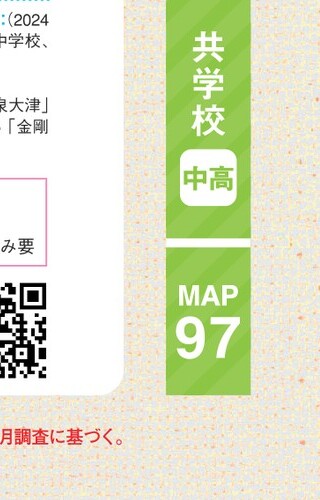 :(2024
中学校、
泉大津」
「金剛
み要
共学校
中高
MAP
97
月調査に基づく。